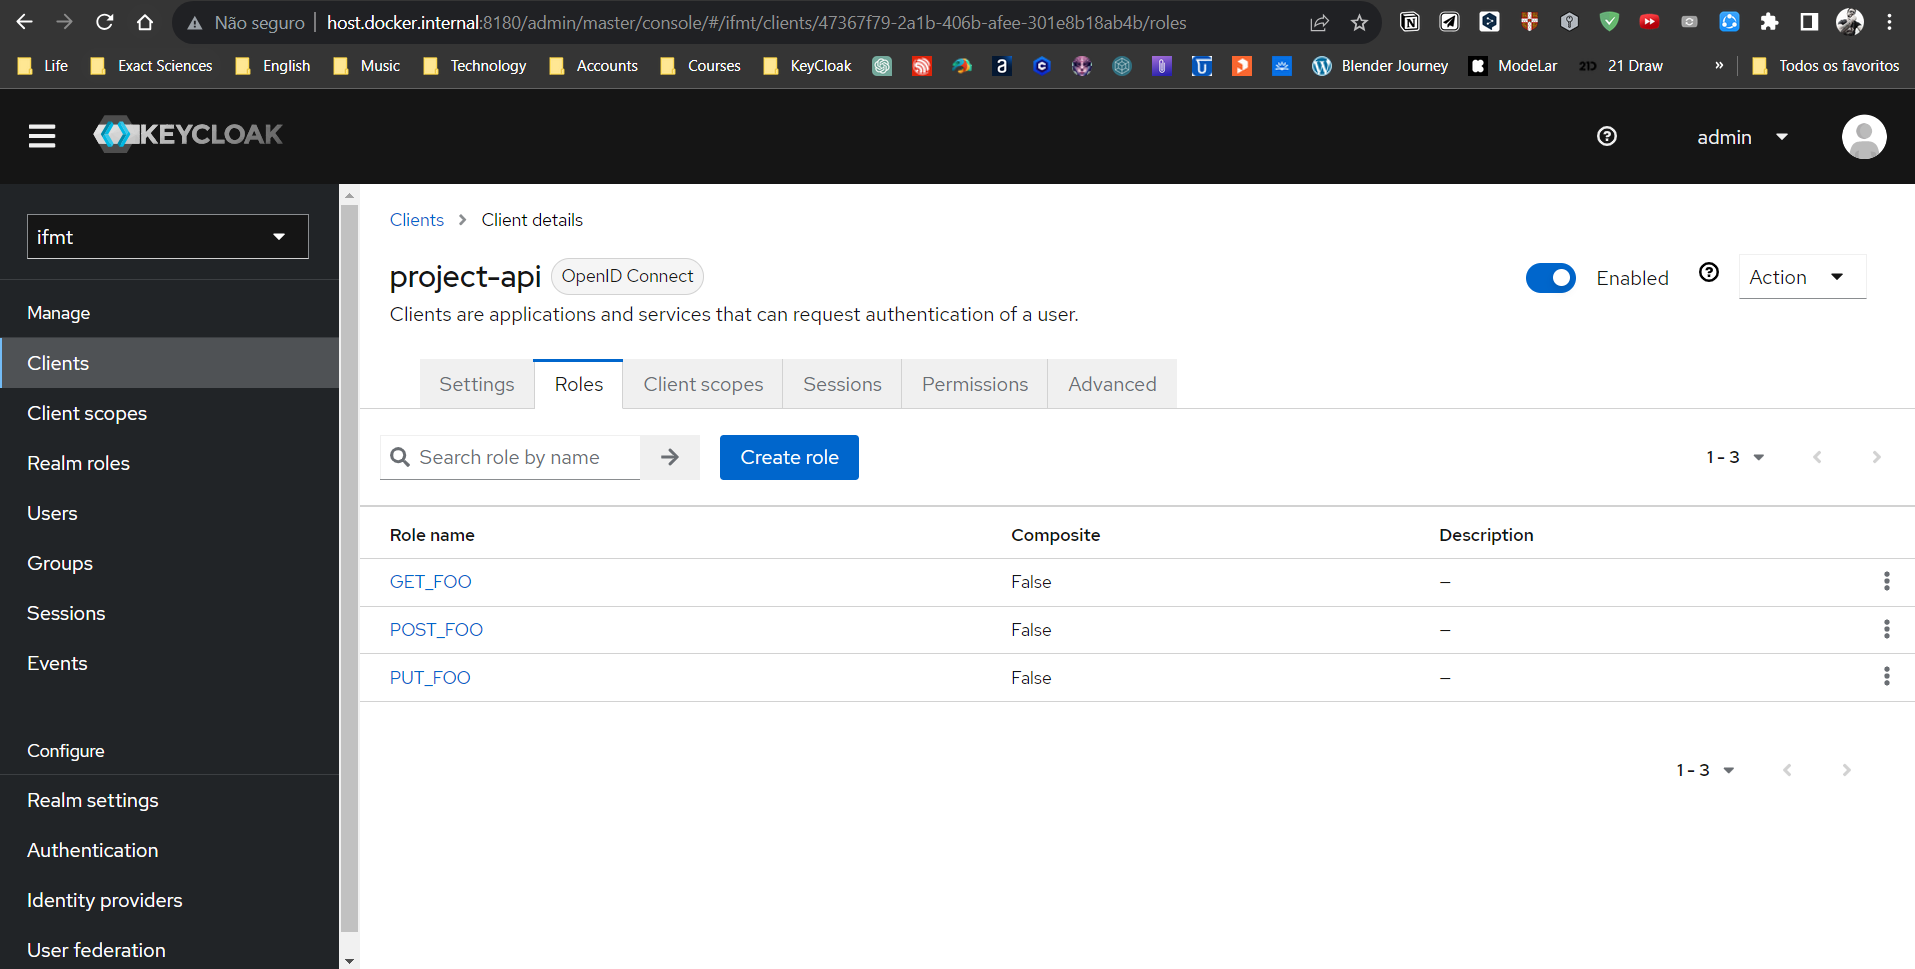 Não seguro host.docker.internal:8180/admin/master/console/#/ifmt/clients/47367f79-2a1b-406b-afee-301e8b18ab4b/roles
Life Exact Sciences English Music Technology Accounts Courses KeyCloak Blender Journey ModeLar 21D 21 Draw » Todos os favoritos
KEYCLOAK
admin
ifmt
Manage
Clients
Client scopes
Realm roles
Users
Groups
Sessions
Events
Configure
Realm settings
Authentication
Identity providers
User federation
Clients > Client details
project-api OpenID Connect
Enabled Action
Clients are applications and services that can request authentication of a user.
Settings Roles Client scopes Sessions Permissions Advanced
Search role by name Create role 1 - 3
Role name Composite Description
GET_FOO False –
POST_FOO False –
PUT_FOO False –
1 - 3